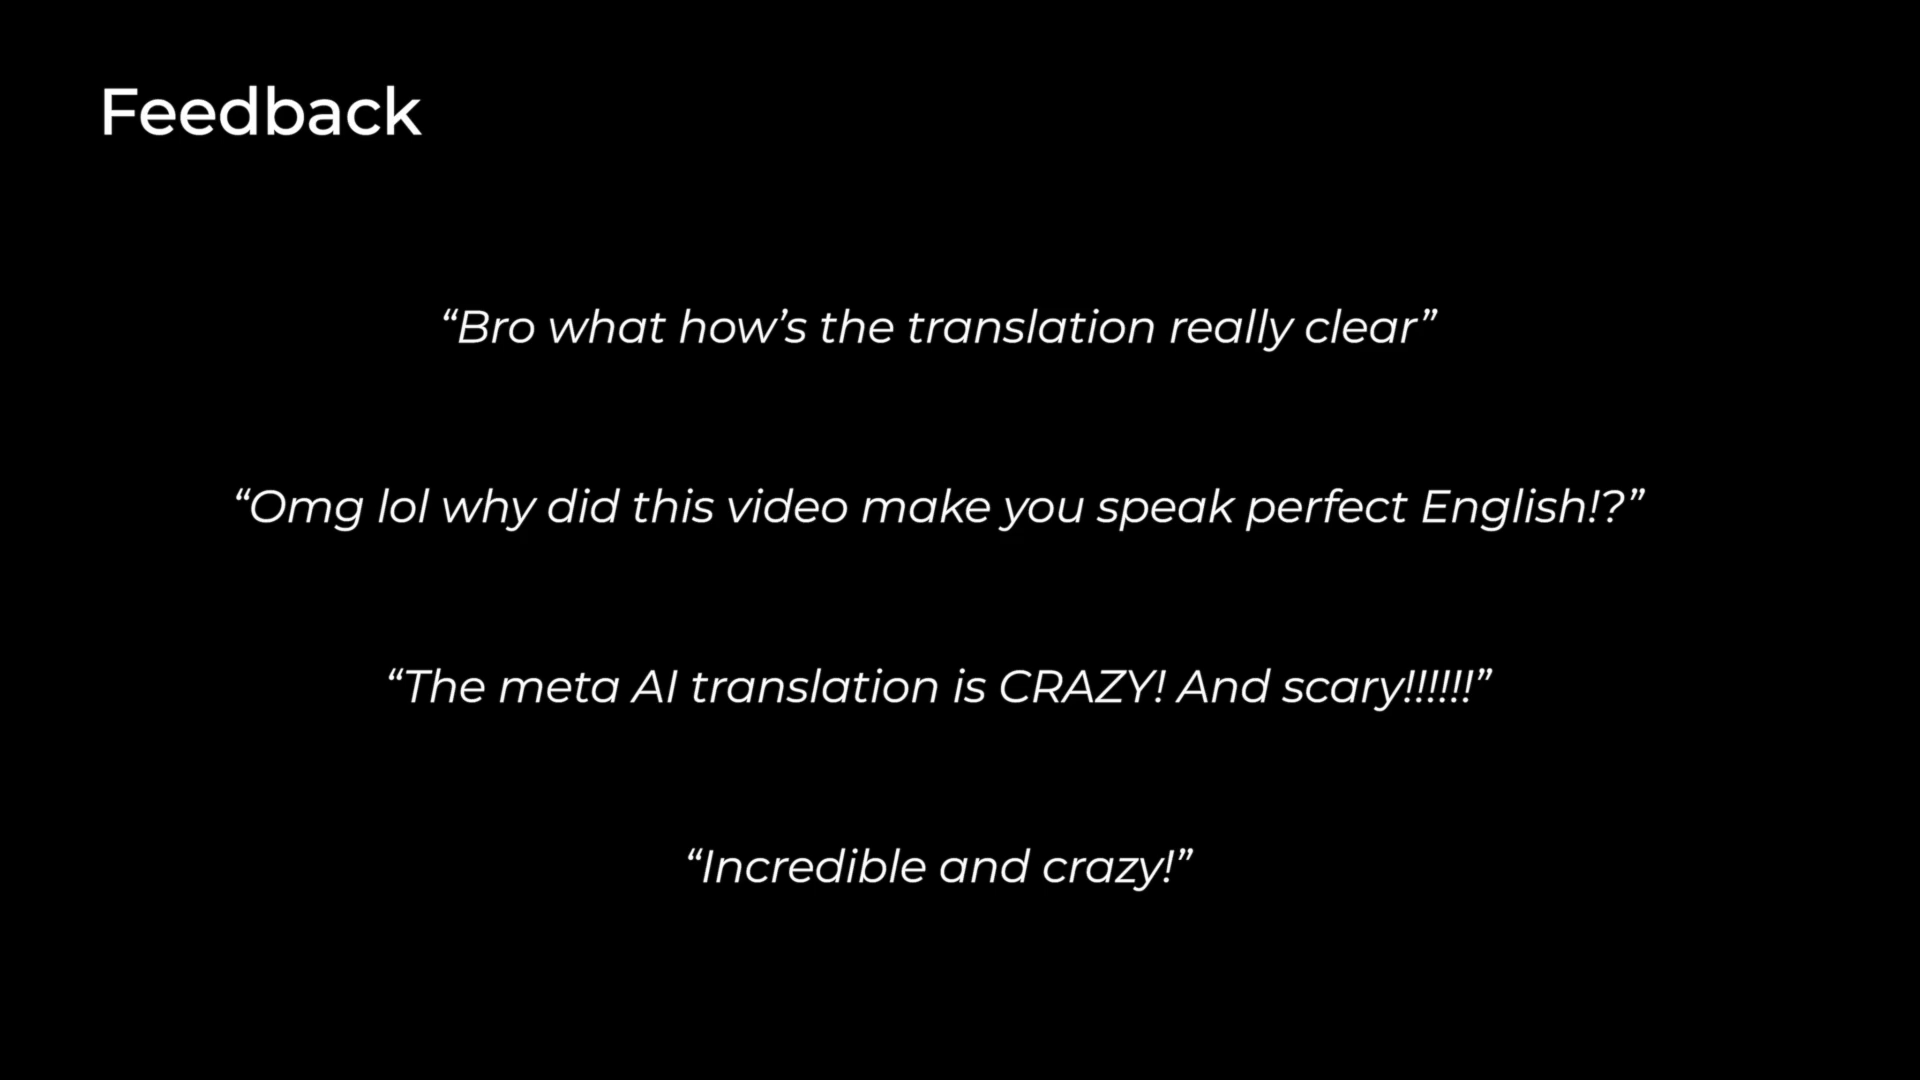 Feedback
“Bro what how’s the translation really clear”
“Omg lol why did this video make you speak perfect English!?”
“The meta AI translation is CRAZY! And scary!!!!!!”
“Incredible and crazy!”